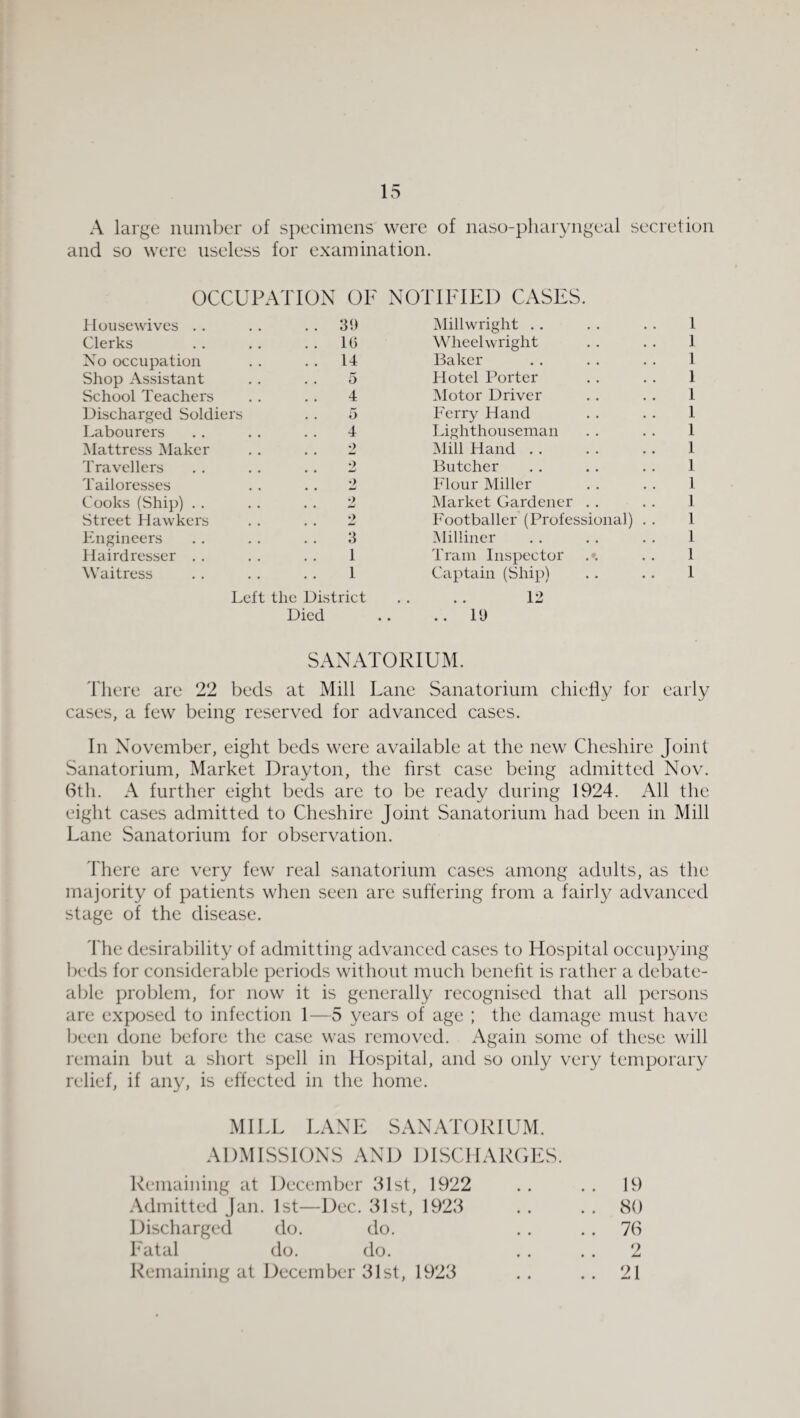 15
A large number of specimens were of naso-pharyngeal secretion
and so were useless for examination.
OCCUPATION OF NOTIFIED CASES.
Housewives . . . . . . 39 Millwright . . . . . . 1
Clerks . . . . . . 16 Wheelwright . . . . 1
No occupation . . . . 14 Baker . . . . . . 1
Shop Assistant . . . . 5 Hotel Porter . . . . 1
School Teachers . . . . 4 Motor Driver . . . . 1
Discharged Soldiers . . 5 Ferry Hand . . . . 1
Labourers . . . . . . 4 Lighthouseman . . . . 1
Mattress Maker . . . . 2 Mill Hand . . . . . . 1
Travellers . . . . . . 2 Butcher . . . . . . 1
Tailoresses . . . . 2 Flour Miller . . . . 1
Cooks (Ship) . . . . . . 2 Market Gardener . . . . 1
Street Hawkers . . . . 2 Footballer (Professional) . . 1
Engineers . . . . . . 3 Milliner . . . . . . 1
Hairdresser . . . . . . 1 Tram Inspector . . . . 1
Waitress . . . . . . 1 Captain (Ship) . . . . 1
Left the District . . . . 12
Died . . . . 19
SANATORIUM.
There are 22 beds at Mill Lane Sanatorium chiefly for early
cases, a few being reserved for advanced cases.
In November, eight beds were available at the new Cheshire Joint
Sanatorium, Market Drayton, the first case being admitted Nov.
6th. A further eight beds are to be ready during 1924. All the
eight cases admitted to Cheshire Joint Sanatorium had been in Mill
Lane Sanatorium for observation.
There are very few real sanatorium cases among adults, as the
majority of patients when seen are suffering from a fairly advanced
stage of the disease.
The desirability of admitting advanced cases to Hospital occupying
beds for considerable periods without much benefit is rather a debate-
able problem, for now it is generally recognised that all persons
are exposed to infection 1—5 years of age ; the damage must have
been done before the case was removed. Again some of these will
remain but a short spell in Hospital, and so only very temporary
relief, if any, is effected in the home.
MILL LANE SANATORIUM.
ADMISSIONS AND DISCHARGES.
Remaining at December 31st, 1922 . . . . 19
Admitted Jan. 1st—Dec. 31st, 1923 . . . . 80
Discharged do. do. . . . . 76
Fatal do. do. . . . . 2
Remaining at December 31st, 1923 . . . . 21